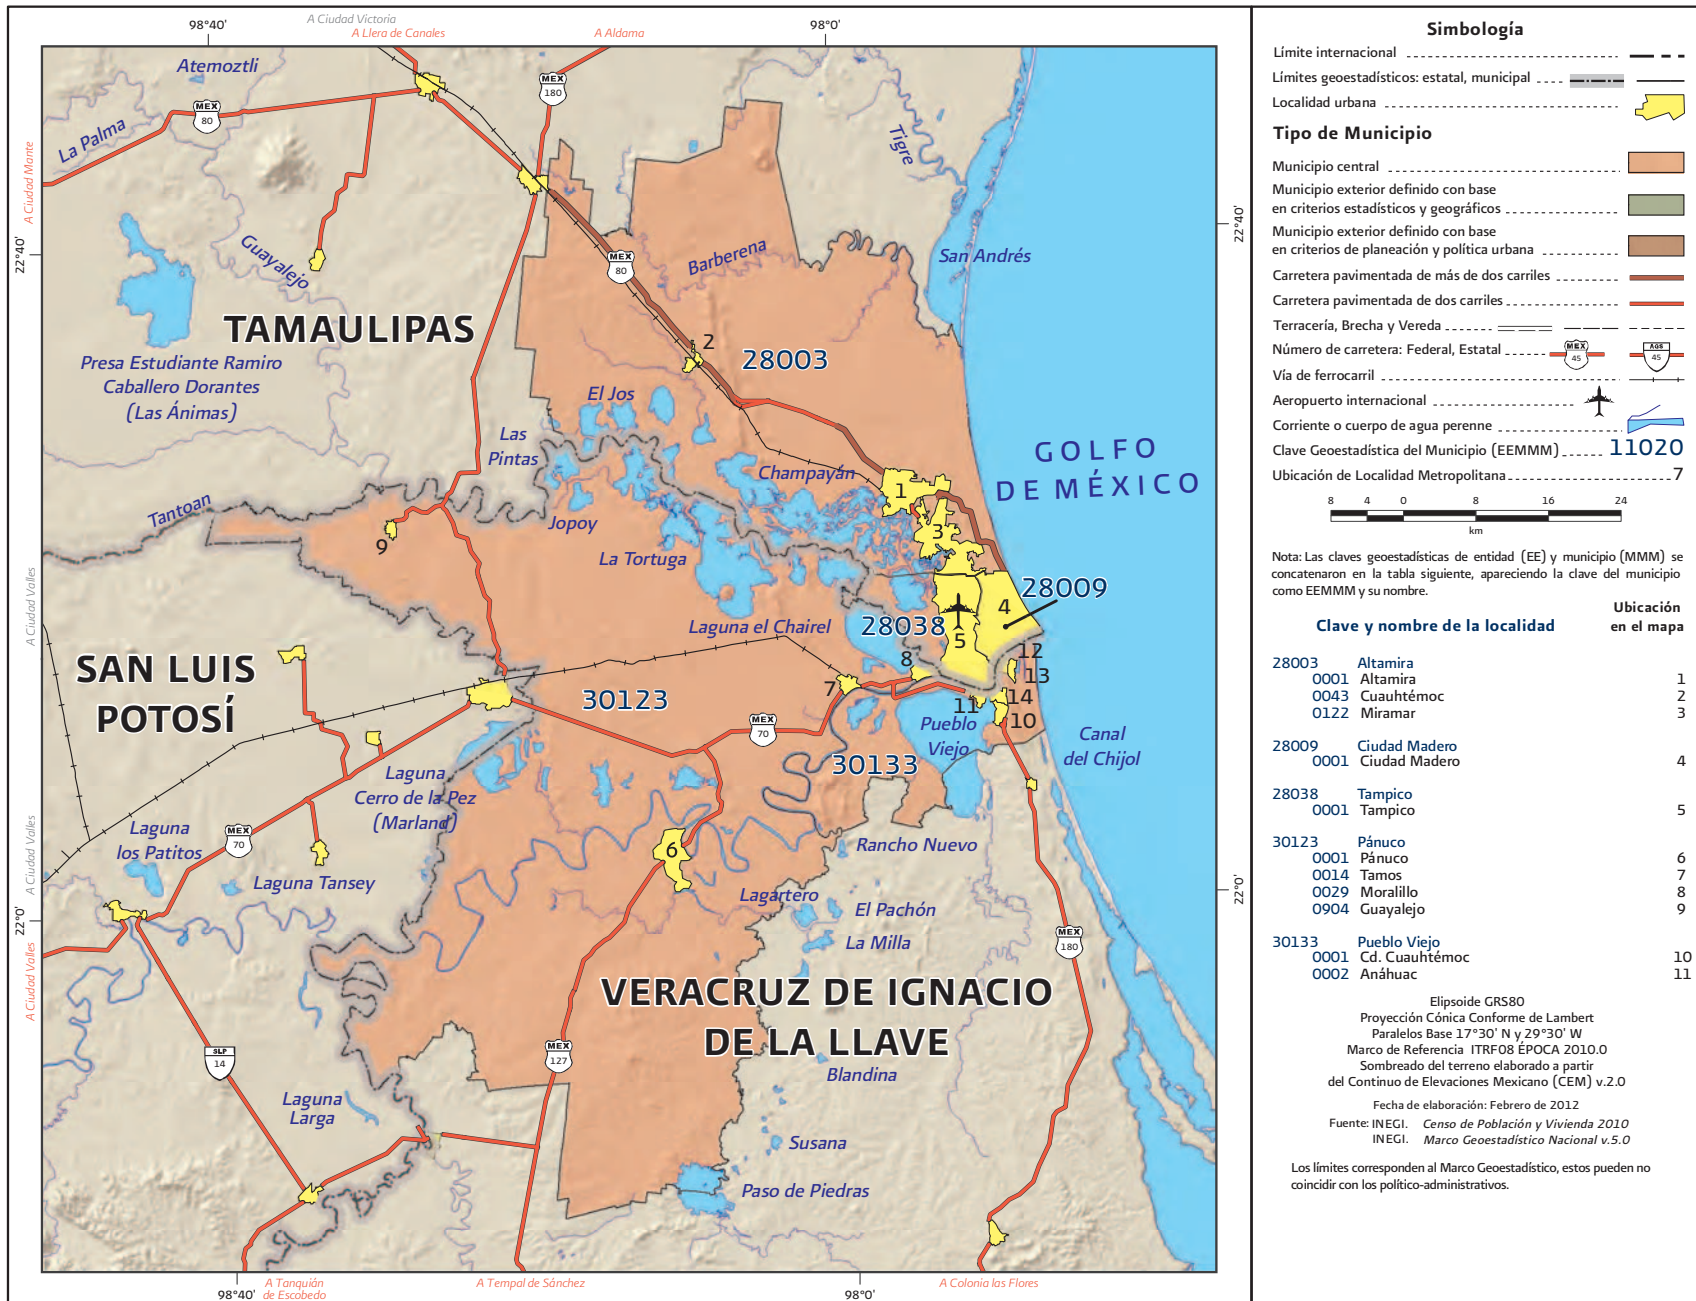 98°40'
A Ciudad Victoria
A Llera de Canales
A Aldama
98°0'
Atemoztli
MEX
80
MEX
180
La Palma
Tigre
A Ciudad Mante
22°40'
22°40'
Guayalejo
Barberena
San Andrés
MEX
80
TAMAULIPAS
2
28003
Presa Estudiante Ramiro
Caballero Dorantes
(Las Ánimas)
El Jos
Las
Pintas
GOLFO
DE MÉXICO
Champayán
1
Tantoan
Jopoy
3
9
La Tortuga
A Ciudad Valles
28009
4
28038
Laguna el Chairel
5
12
8
13
SAN LUIS
POTOSÍ
7
30123
14
11
10
MEX
70
Pueblo
Viejo
Canal
del Chijol
30133
Laguna
Cerro de la Pez
(Marland)
MEX
70
Laguna
los Patitos
A Ciudad Valles
Rancho Nuevo
6
Laguna Tansey
Lagartero
22°0'
22°0'
El Pachón
La Milla
MEX
180
A Ciudad Valles
VERACRUZ DE IGNACIO
DE LA LLAVE
SLP
14
MEX
127
Blandina
Laguna
Larga
Susana
Paso de Piedras
98°40'
A Tanquián
de Escobedo
A Tempal de Sánchez
98°0'
A Colonia las Flores
Simbología
Límite internacional
Límites geoestadísticos: estatal, municipal
Localidad urbana
Tipo de Municipio
Municipio central
Municipio exterior definido con base
en criterios estadísticos y geográficos
Municipio exterior definido con base
en criterios de planeación y política urbana
Carretera pavimentada de más de dos carriles
Carretera pavimentada de dos carriles
Terracería, Brecha y Vereda
Número de carretera: Federal, Estatal MEX 45 AGS 45
Vía de ferrocarril
Aeropuerto internacional
Corriente o cuerpo de agua perenne
Clave Geoestadística del Municipio (EEMMM) 11020
Ubicación de Localidad Metropolitana 7
8 4 0 8 16 24
km
Nota: Las claves geoestadísticas de entidad (EE) y municipio (MMM) se
concatenaron en la tabla siguiente, apareciendo la clave del municipio
como EEMMM y su nombre.
Ubicación
Clave y nombre de la localidad en el mapa
28003 Altamira
0001 Altamira 1
0043 Cuauhtémoc 2
0122 Miramar 3
28009 Ciudad Madero
0001 Ciudad Madero 4
28038 Tampico
0001 Tampico 5
30123 Pánuco
0001 Pánuco 6
0014 Tamos 7
0029 Moralillo 8
0904 Guayalejo 9
30133 Pueblo Viejo
0001 Cd. Cuauhtémoc 10
0002 Anáhuac 11
Elipsoide GRS80
Proyección Cónica Conforme de Lambert
Paralelos Base 17°30' N y 29°30' W
Marco de Referencia ITRF08 ÉPOCA 2010.0
Sombreado del terreno elaborado a partir
del Continuo de Elevaciones Mexicano (CEM) v.2.0
Fecha de elaboración: Febrero de 2012
Fuente: INEGI. Censo de Población y Vivienda 2010
INEGI. Marco Geoestadístico Nacional v.5.0
Los límites corresponden al Marco Geoestadístico, estos pueden no
coincidir con los político-administrativos.